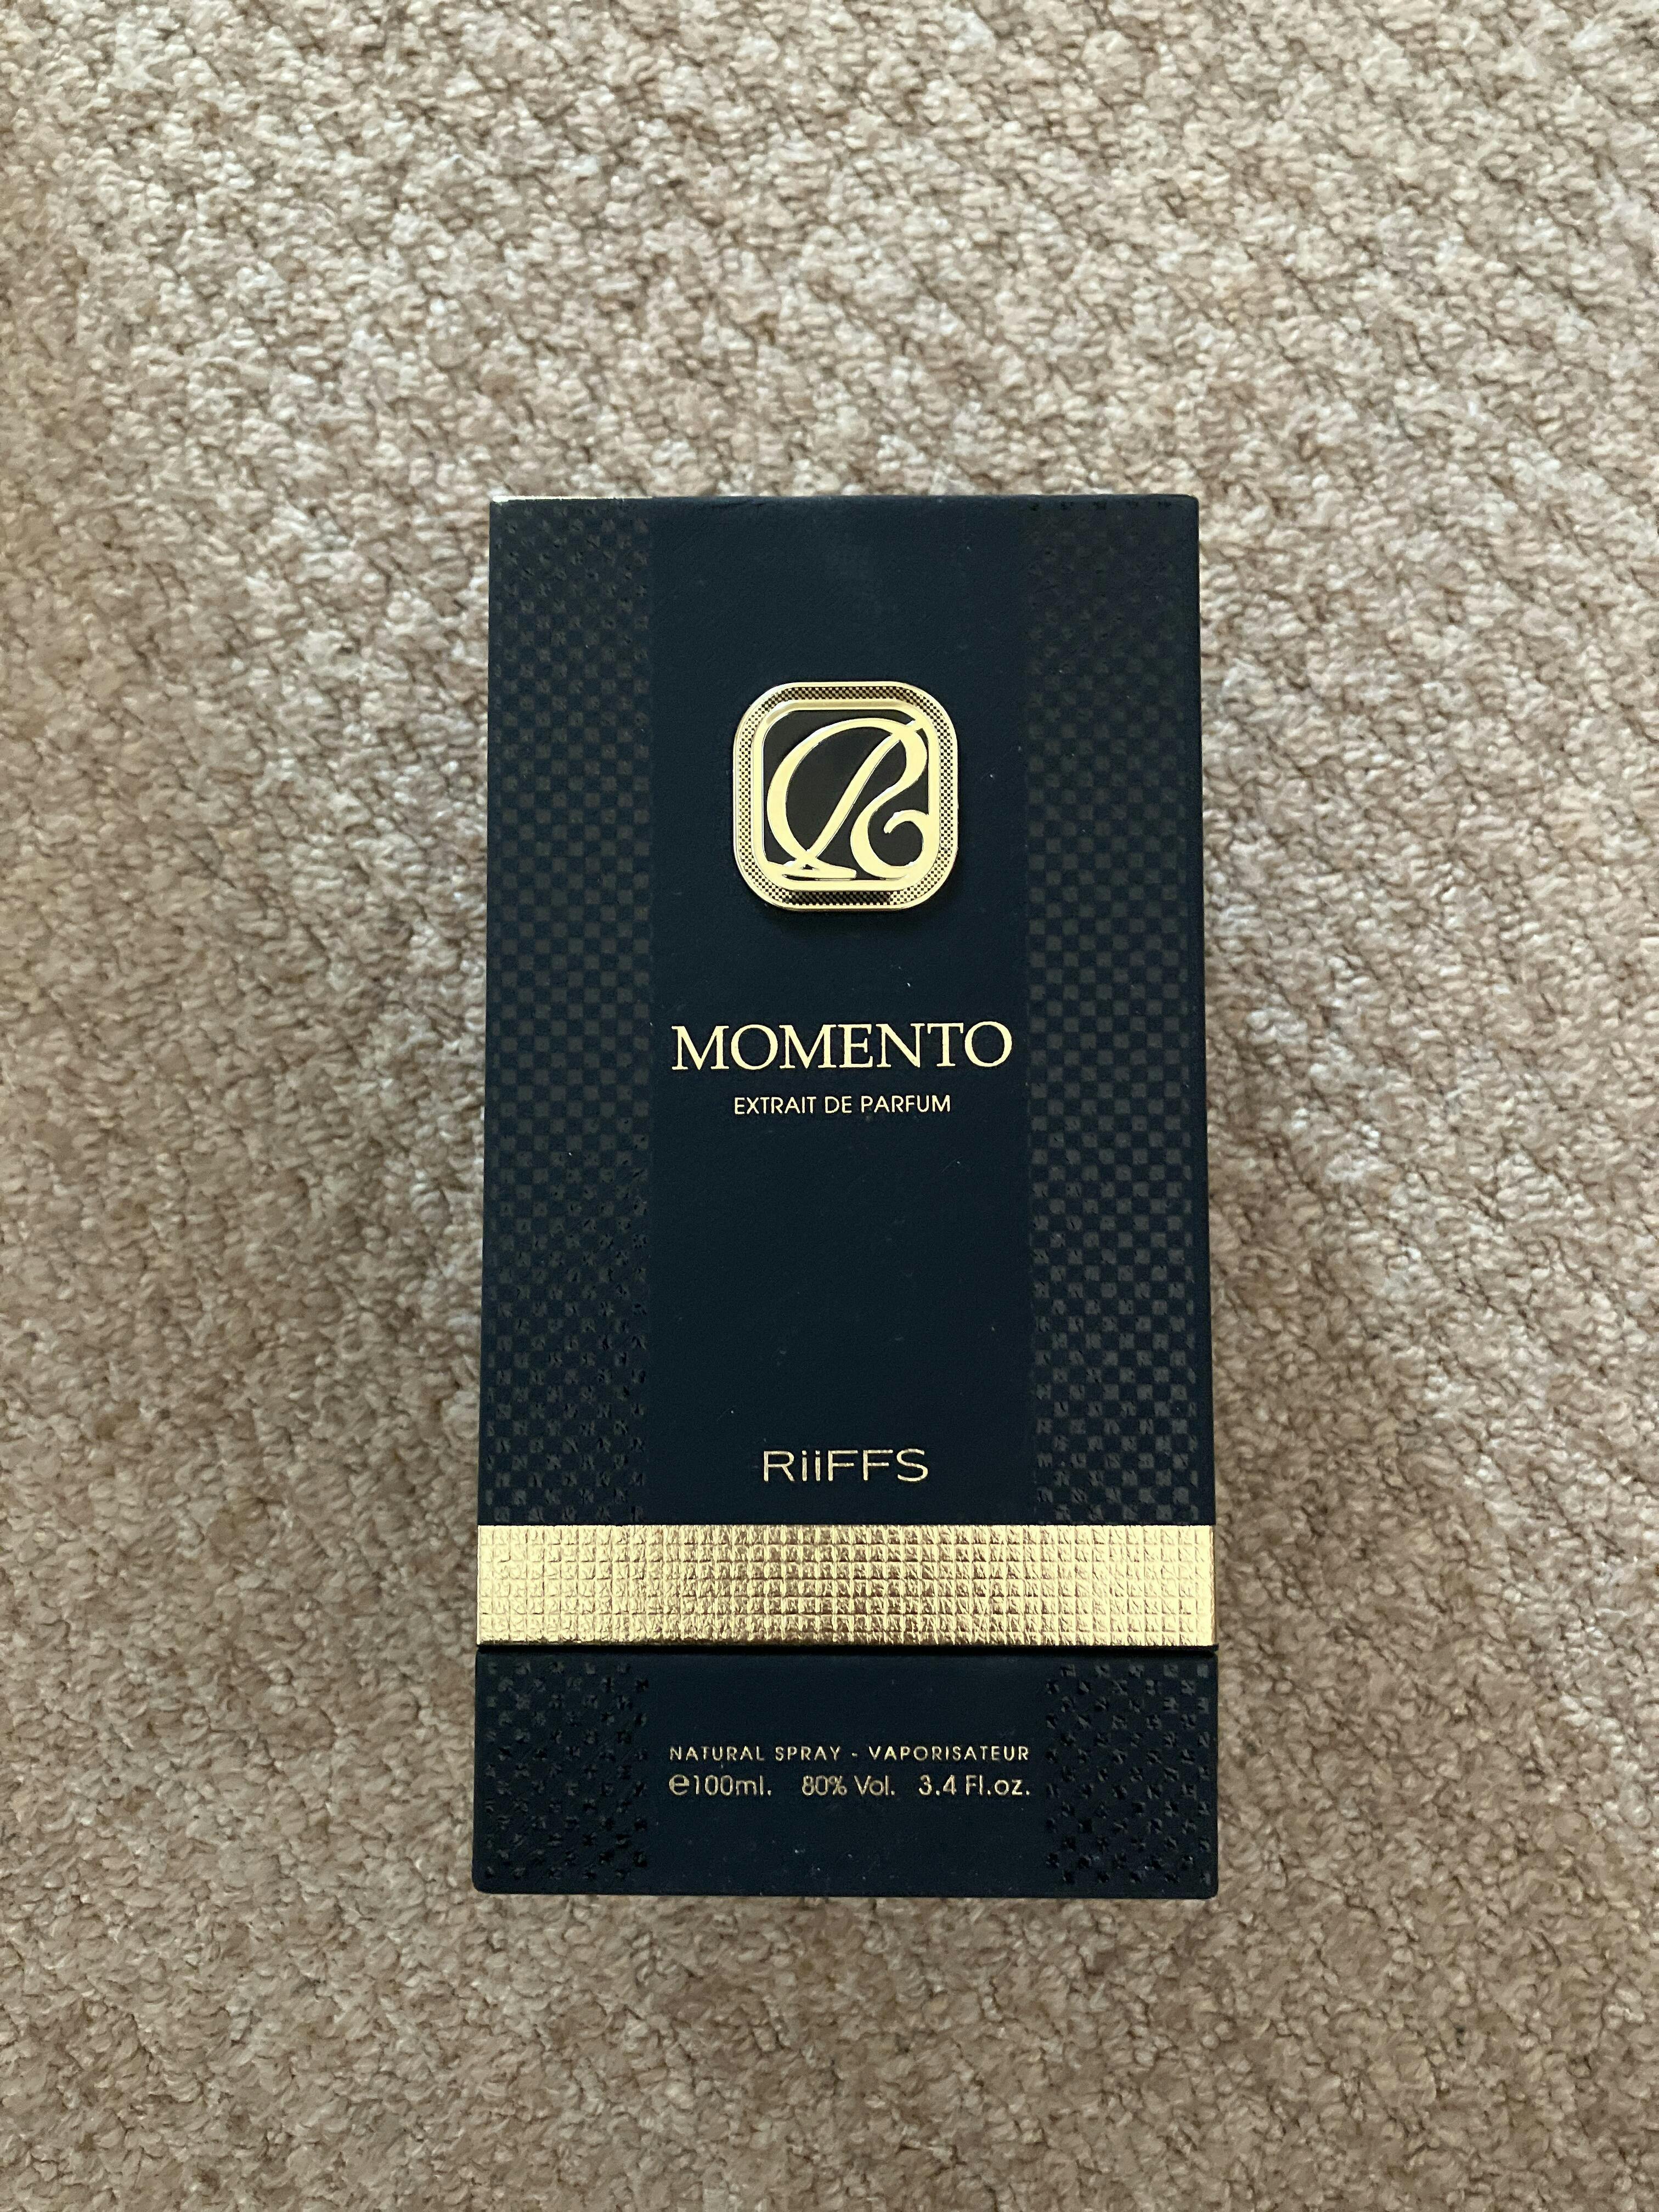 R
MOMENTO
EXTRAIT DE PARFUM
RiiFFS
NATURAL SPRAY - VAPORISATEUR
℮100ml. 80% Vol. 3.4 Fl.oz.